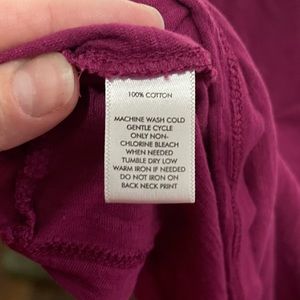 100% COTTON
MACHINE WASH COLD
GENTLE CYCLE
ONLY NON-
CHLORINE BLEACH
WHEN NEEDED
TUMBLE DRY LOW
WARM IRON IF NEEDED
DO NOT IRON ON
BACK NECK PRINT